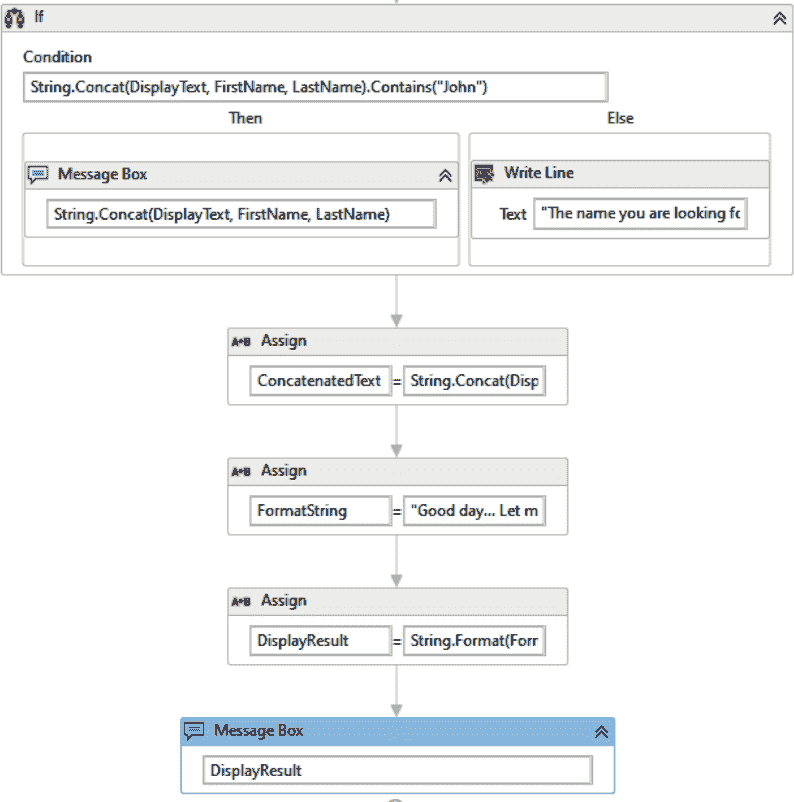 If
Condition
String.Concat(DisplayText, FirstName, LastName).Contains("John")
Then
Else
Message Box
String.Concat(DisplayText, FirstName, LastName)
Write Line
Text "The name you are looking fo
A+B Assign
ConcatenatedText = String.Concat(Disp
A+B Assign
FormatString = "Good day... Let m
A+B Assign
DisplayResult = String.Format(Forr
Message Box
DisplayResult